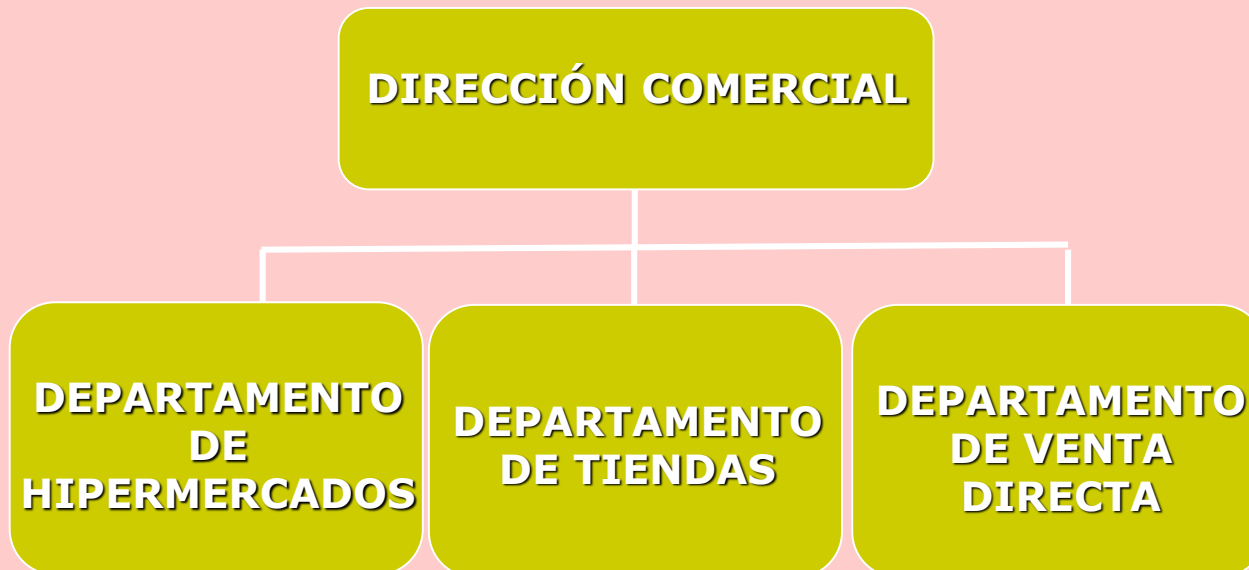 DIRECCIÓN COMERCIAL
DEPARTAMENTO
DE
HIPERMERCADOS
DEPARTAMENTO
DE TIENDAS
DEPARTAMENTO
DE VENTA
DIRECTA